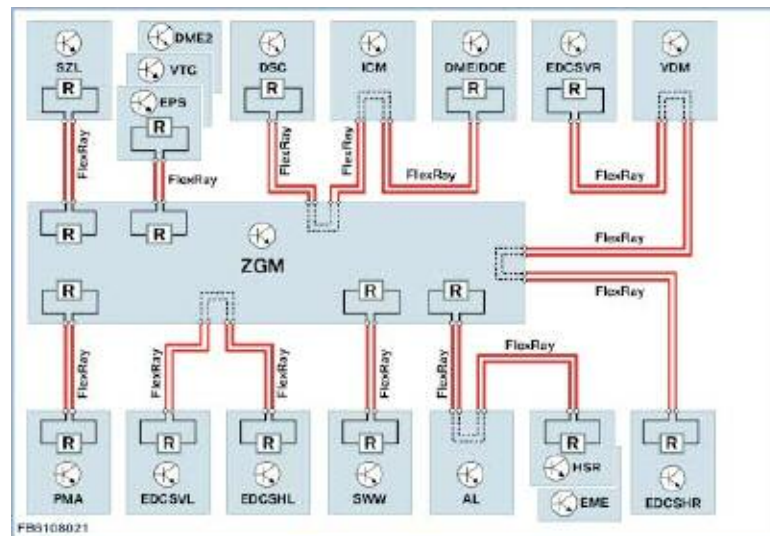 DME2
SZL
VTG
DSC
ICM
DME/DDE
EDCSVR
VDM
R
EPS
R
R
R
R
FlexRay
FlexRay
FlexRay
FlexRay
FlexRay
FlexRay
R
R
ZGM
FlexRay
FlexRay
R
R
R
FlexRay
FlexRay
FlexRay
FlexRay
FlexRay
FlexRay
R
R
R
R
R
R
PMA
EDCSVL
EDCSHL
SWW
AL
HSR
EME
EDCSHR
FB6108021